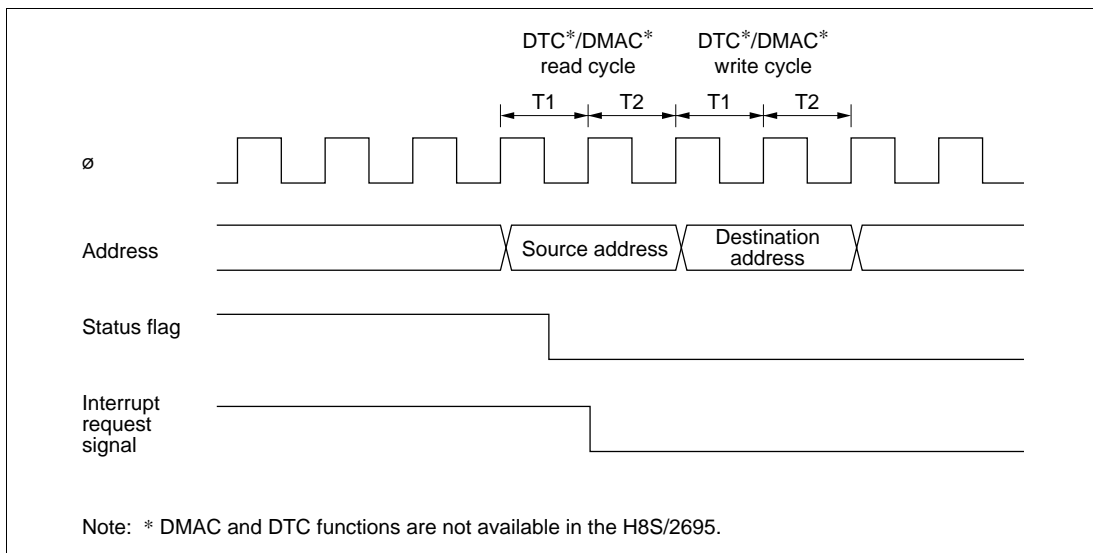 DTC*/DMAC*
read cycle
DTC*/DMAC*
write cycle
T1 T2 T1 T2
ø
Address
Source address
Destination
address
Status flag
Interrupt
request
signal
Note: * DMAC and DTC functions are not available in the H8S/2695.